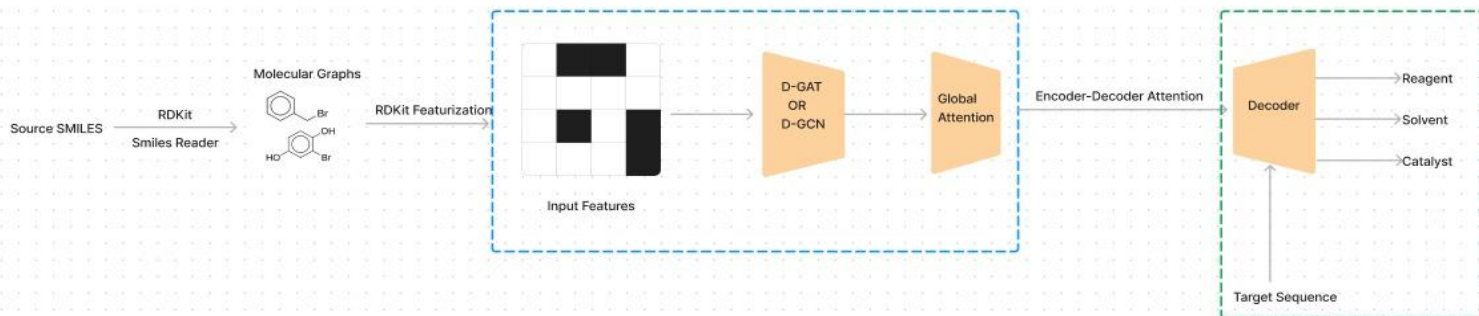 Source SMILES
RDKit
Smiles Reader
Molecular Graphs
Br
OH
HO
Br
RDKit Featurization
Input Features
D-GAT
OR
D-GCN
Global
Attention
Encoder-Decoder Attention
Decoder
Reagent
Solvent
Catalyst
Target Sequence